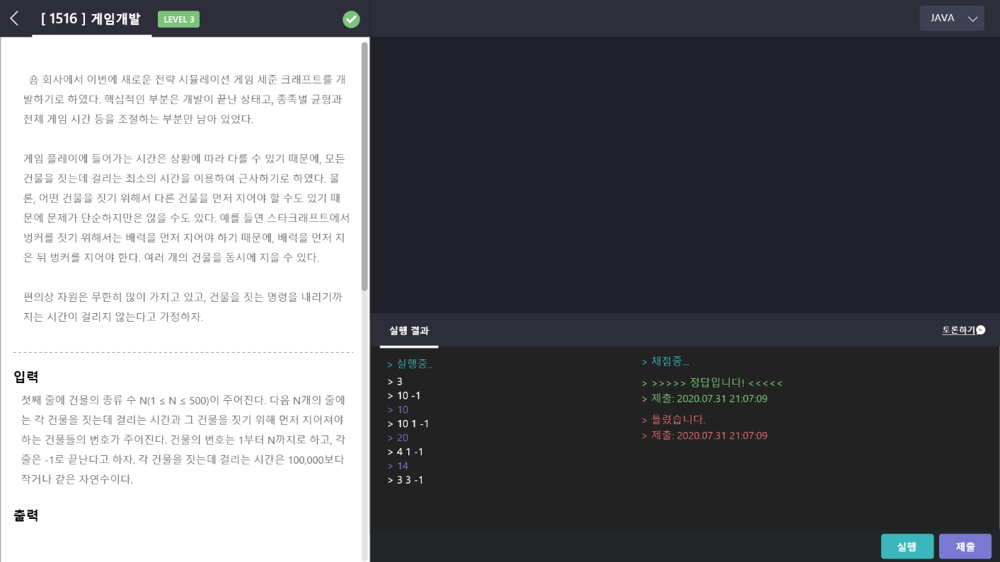 [ 1516 ] 게임개발
LEVEL 3
JAVA
숌 회사에서 이번에 새로운 전략 시뮬레이션 게임 세준 크래프트를 개
발하기로 하였다. 핵심적인 부분은 개발이 끝난 상태고, 종족별 균형과
전체 게임 시간 등을 조절하는 부분만 남아 있었다.
게임 플레이에 들어가는 시간은 상황에 따라 다를 수 있기 때문에, 모든
건물을 짓는데 걸리는 최소의 시간을 이용하여 근사하기로 하였다. 물
론, 어떤 건물을 짓기 위해서 다른 건물을 먼저 지어야 할 수도 있기 때
문에 문제가 단순하지만은 않을 수도 있다. 예를 들면 스타크래프트에서
벙커를 짓기 위해서는 배럭을 먼저 지어야 하기 때문에, 배럭을 먼저 지
은 뒤 벙커를 지어야 한다. 여러 개의 건물을 동시에 지을 수 있다.
편의상 자원은 무한히 많이 가지고 있고, 건물을 짓는 명령을 내리기까
지는 시간이 걸리지 않는다고 가정하자.
입력
첫째 줄에 건물의 종류 수 N(1 ≤ N ≤ 500)이 주어진다. 다음 N개의 줄에
는 각 건물을 짓는데 걸리는 시간과 그 건물을 짓기 위해 먼저 지어져야
하는 건물들의 번호가 주어진다. 건물의 번호는 1부터 N까지로 하고, 각
줄은 -1로 끝난다고 하자. 각 건물을 짓는데 걸리는 시간은 100,000보다
작거나 같은 자연수이다.
출력
실행 결과
토론하기
> 실행중..
> 3
> 10 -1
> 10
> 10 1 -1
> 20
> 4 1 -1
> 14
> 3 3 -1
> 채점중...
> >>>>> 정답입니다! <<<<<
> 제출: 2020.07.31 21:07:09
> 틀렸습니다.
> 제출: 2020.07.31 21:07:09
실행
제출